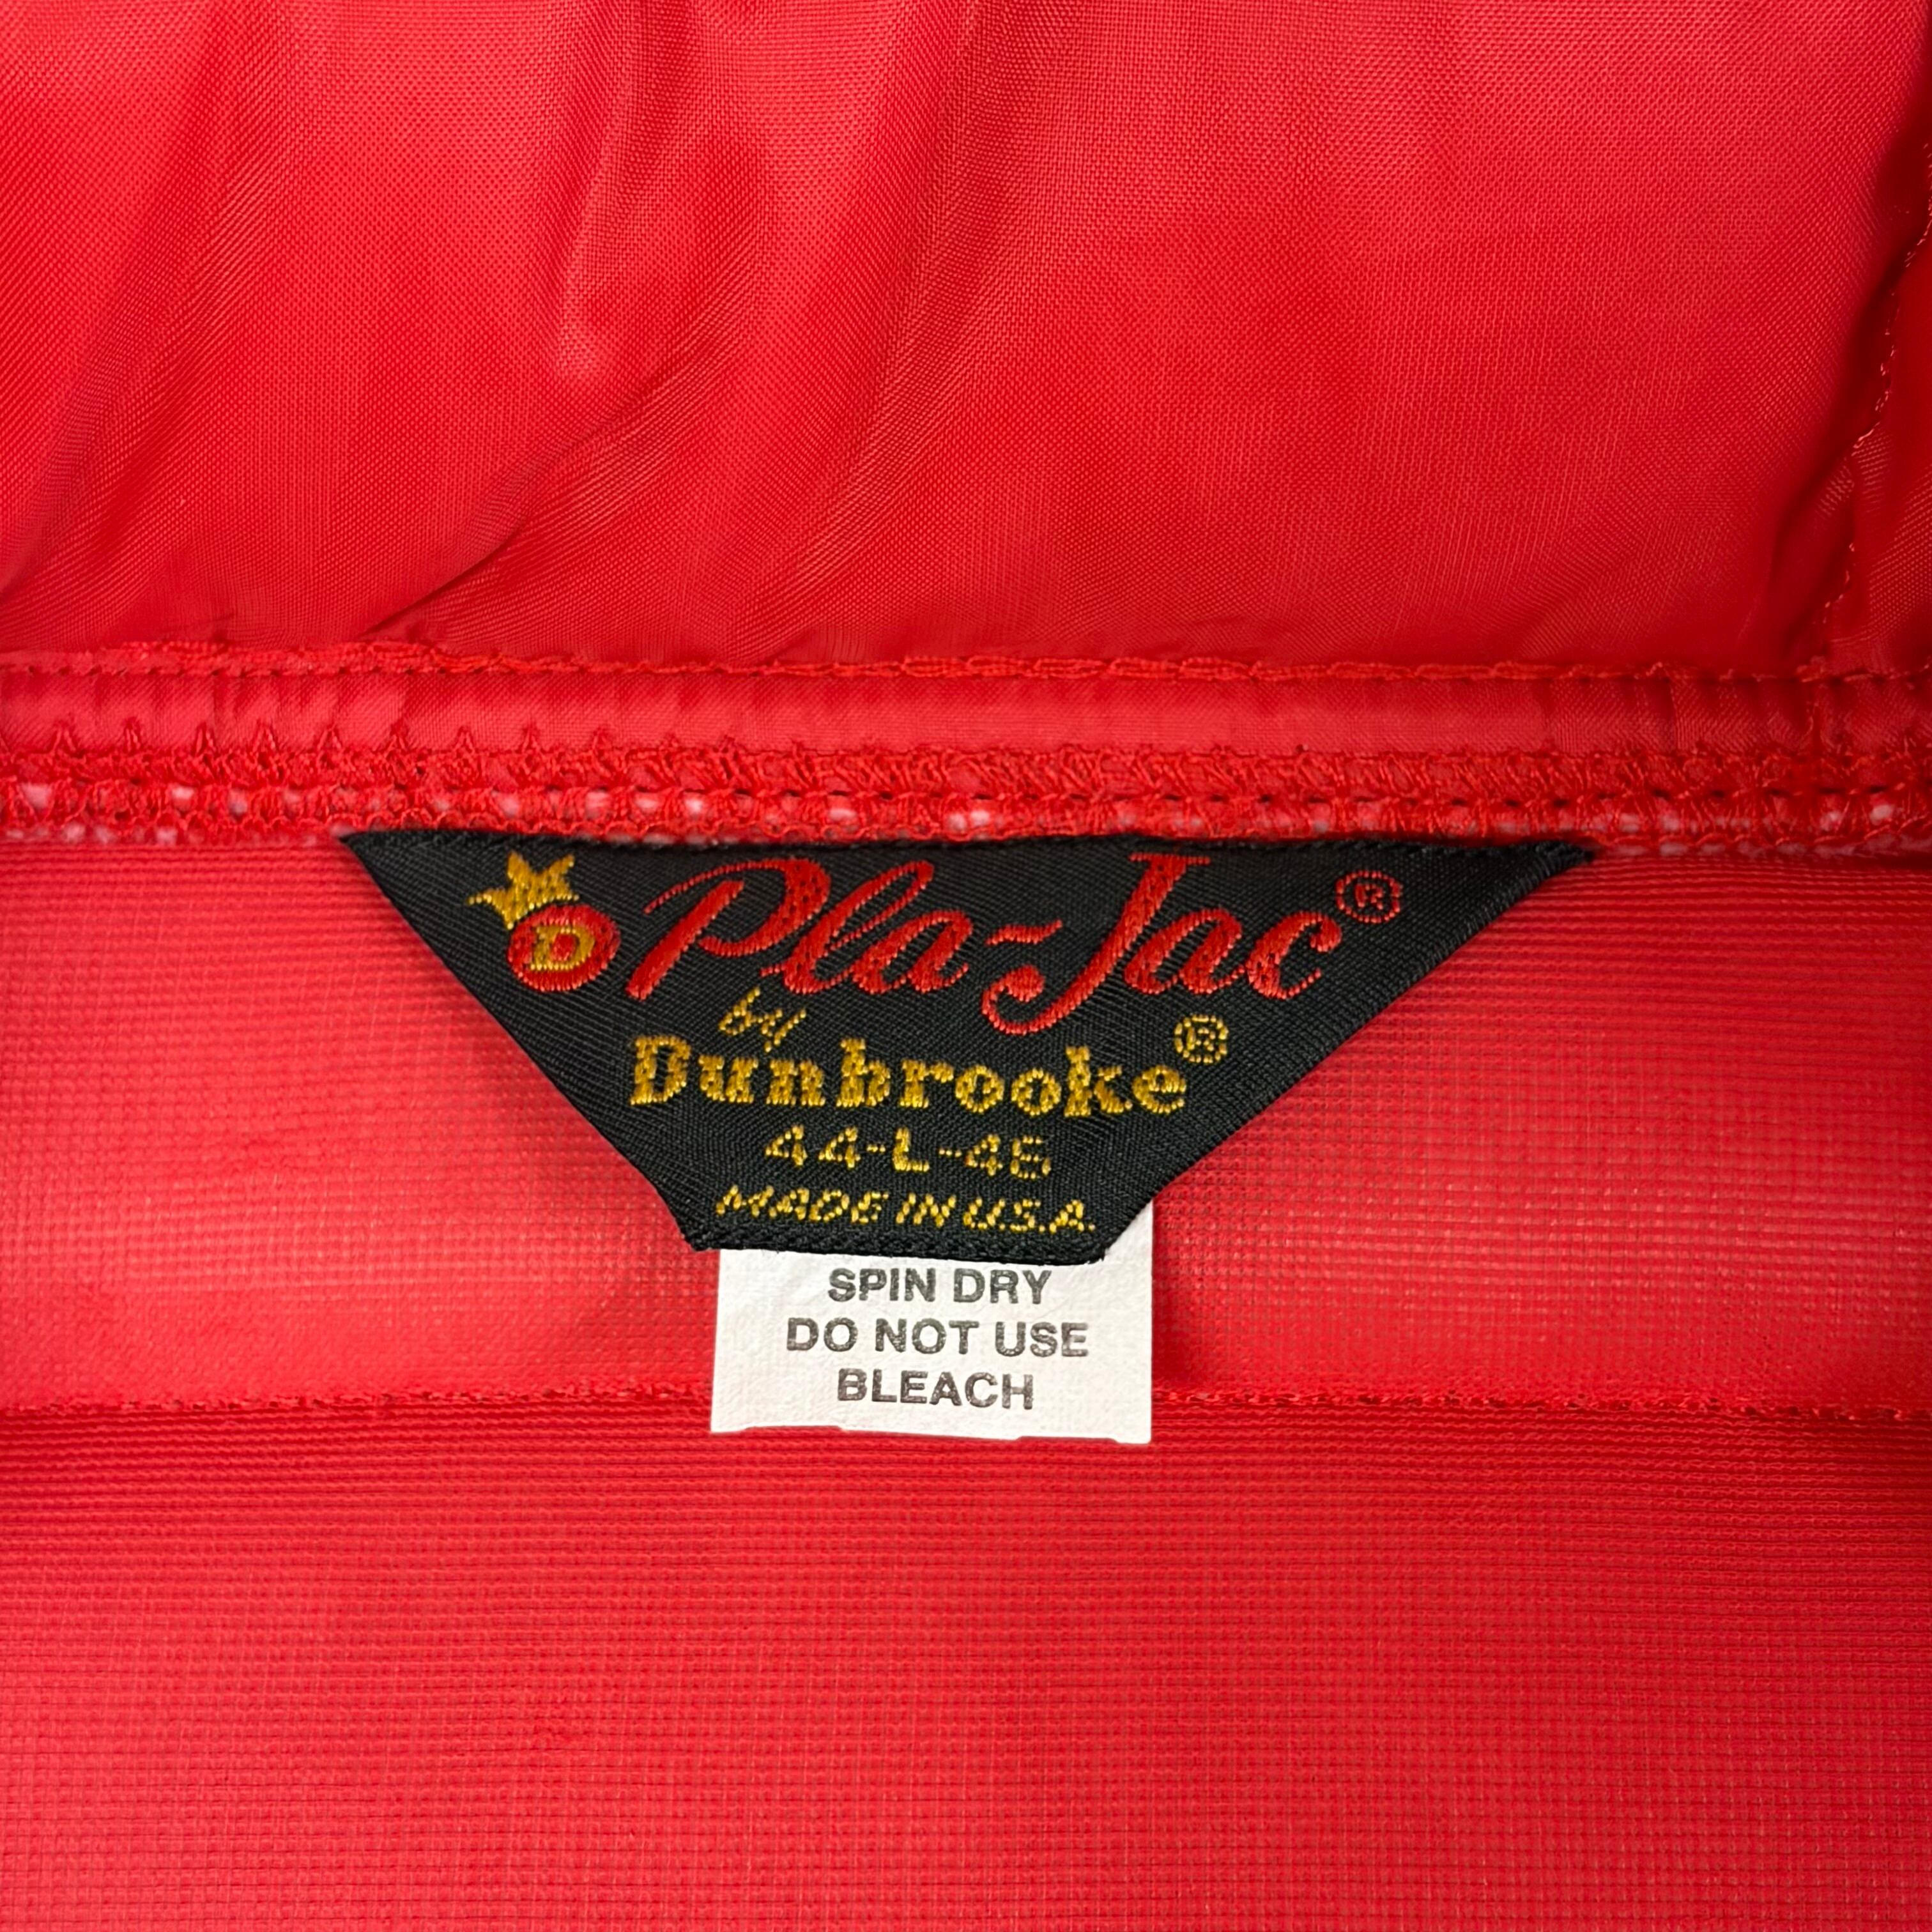 D Pla-Jac®
by
Dunbrooke®
44-L-46
MADE IN U.S.A.
SPIN DRY
DO NOT USE
BLEACH